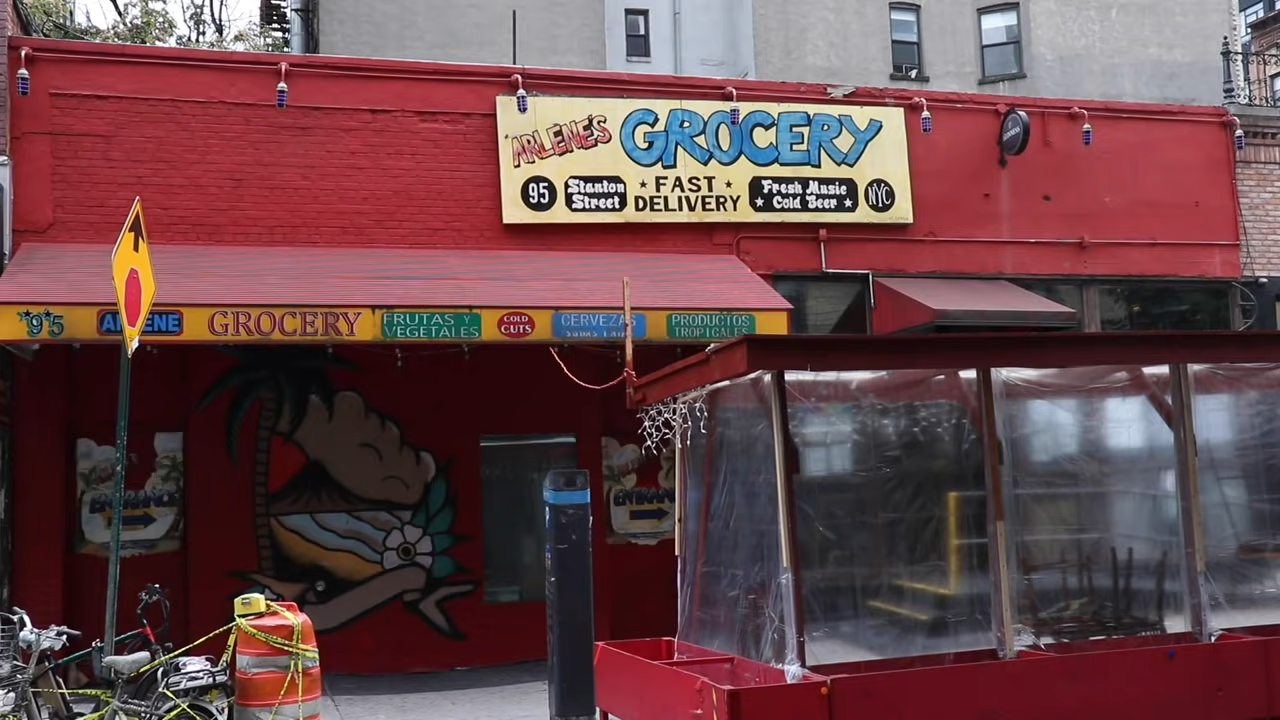 ARLENE'S GROCERY
95 Stanton Street ★ FAST DELIVERY ★ Fresh Music ★ Cold Beer ★ NYC
GUINNESS
95 ARLENE GROCERY FRUTAS Y VEGETALES COLD CUTS CERVEZAS PRODUCTOS TROPICALES
ENTRANCE
ENTRANCE